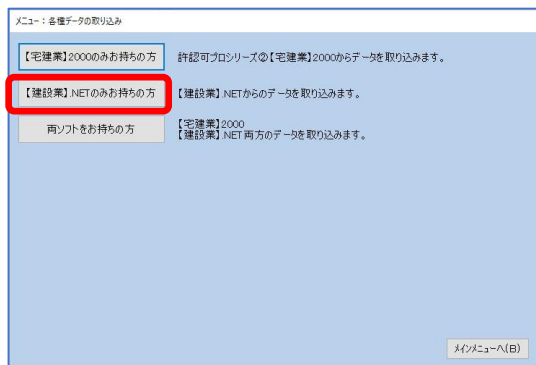 メニュー：各種データの取り込み
【宅建業】2000のみお持ちの方
許認可プロシリーズ②【宅建業】2000からデータを取り込みます。
【建設業】.NETのみお持ちの方
【建設業】.NETからのデータを取り込みます。
両ソフトをお持ちの方
【宅建業】2000
【建設業】.NET 両方のデータを取り込みます。
メインメニューへ(B)